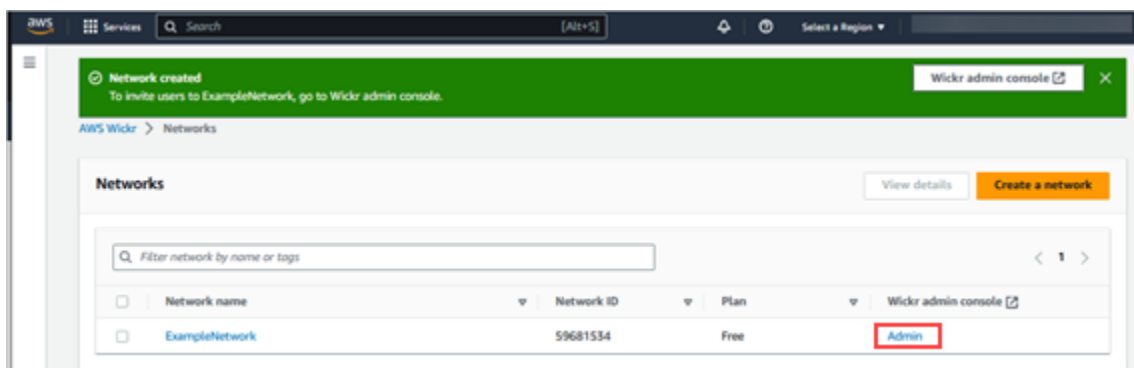 aws Services Search [Alt+S] Select a Region ▼
Network created
To invite users to ExampleNetwork, go to Wickr admin console.
Wickr admin console
AWS Wickr > Networks
Networks View details Create a network
Filter network by name or tags < 1 >
Network name Network ID Plan Wickr admin console
ExampleNetwork 59681534 Free Admin